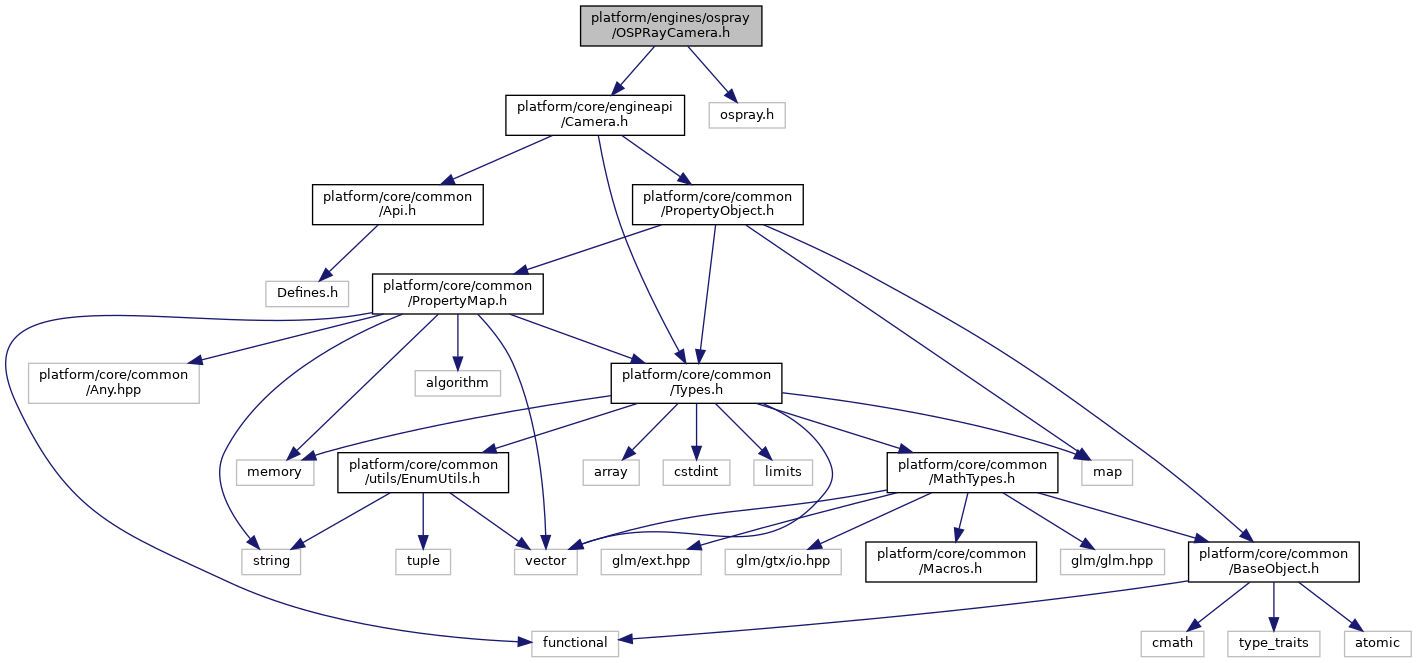 platform/engines/ospray
/OSPRayCamera.h
platform/core/engineapi
/Camera.h
ospray.h
platform/core/common
/Api.h
platform/core/common
/PropertyObject.h
Defines.h
platform/core/common
/PropertyMap.h
platform/core/common
/Any.hpp
algorithm
platform/core/common
/Types.h
memory
platform/core/common
/utils/EnumUtils.h
array
cstdint
limits
platform/core/common
/MathTypes.h
map
string
tuple
vector
glm/ext.hpp
glm/gtx/io.hpp
platform/core/common
/Macros.h
glm/glm.hpp
platform/core/common
/BaseObject.h
functional
cmath
type_traits
atomic